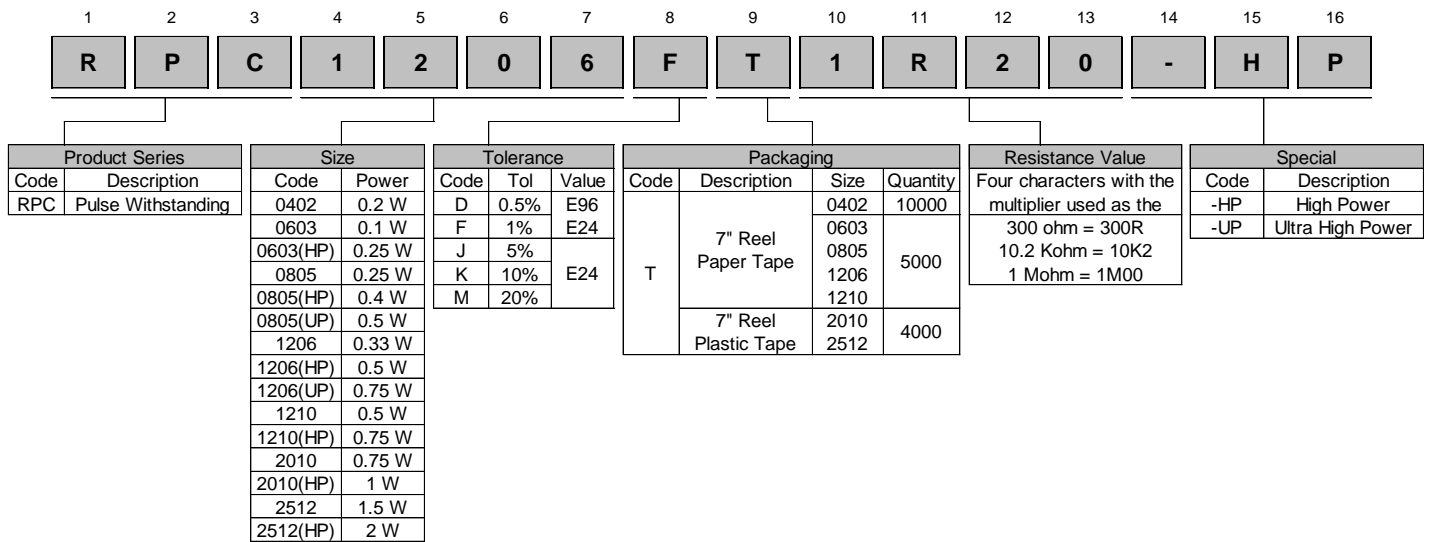 1 2 3 4 5 6 7 8 9 10 11 12 13 14 15 16
R P C 1 2 0 6 F T 1 R 2 0 - H P
Product Series
Code Description
RPC Pulse Withstanding
Size
Code Power
0402 0.2 W
0603 0.1 W
0603(HP) 0.25 W
0805 0.25 W
0805(HP) 0.4 W
0805(UP) 0.5 W
1206 0.33 W
1206(HP) 0.5 W
1206(UP) 0.75 W
1210 0.5 W
1210(HP) 0.75 W
2010 0.75 W
2010(HP) 1 W
2512 1.5 W
2512(HP) 2 W
Tolerance
Code Tol Value
D 0.5% E96
F 1% E24
J 5%
K 10% E24
M 20%
Packaging
Code Description Size Quantity
T
7" Reel
Paper Tape
0402 10000
0603
0805
1206
1210
5000
7" Reel
Plastic Tape
2010
2512
4000
Resistance Value
Four characters with the
multiplier used as the
300 ohm = 300R
10.2 Kohm = 10K2
1 Mohm = 1M00
Special
Code Description
-HP High Power
-UP Ultra High Power